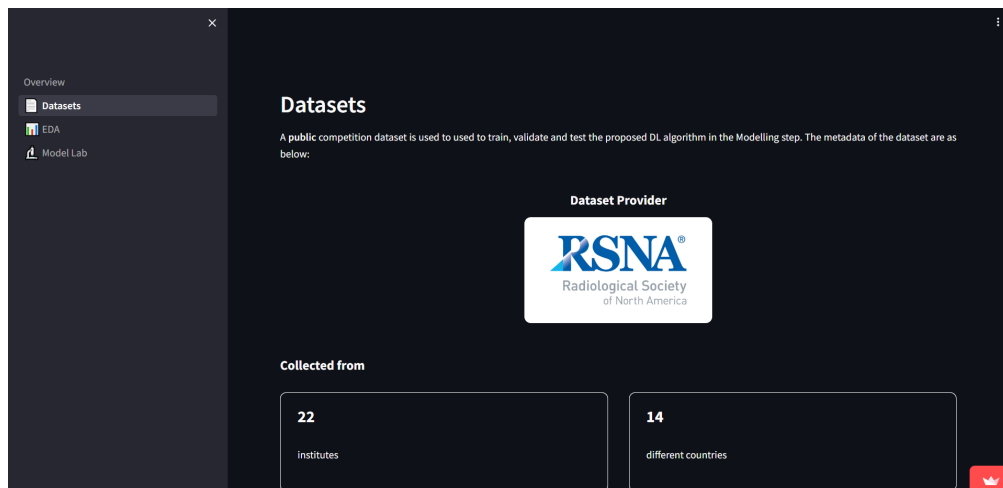 Overview
Datasets
EDA
Model Lab
Datasets
A public competition dataset is used to used to train, validate and test the proposed DL algorithm in the Modelling step. The metadata of the dataset are as
below:
Dataset Provider
RSNA®
Radiological Society
of North America
Collected from
22
institutes
14
different countries